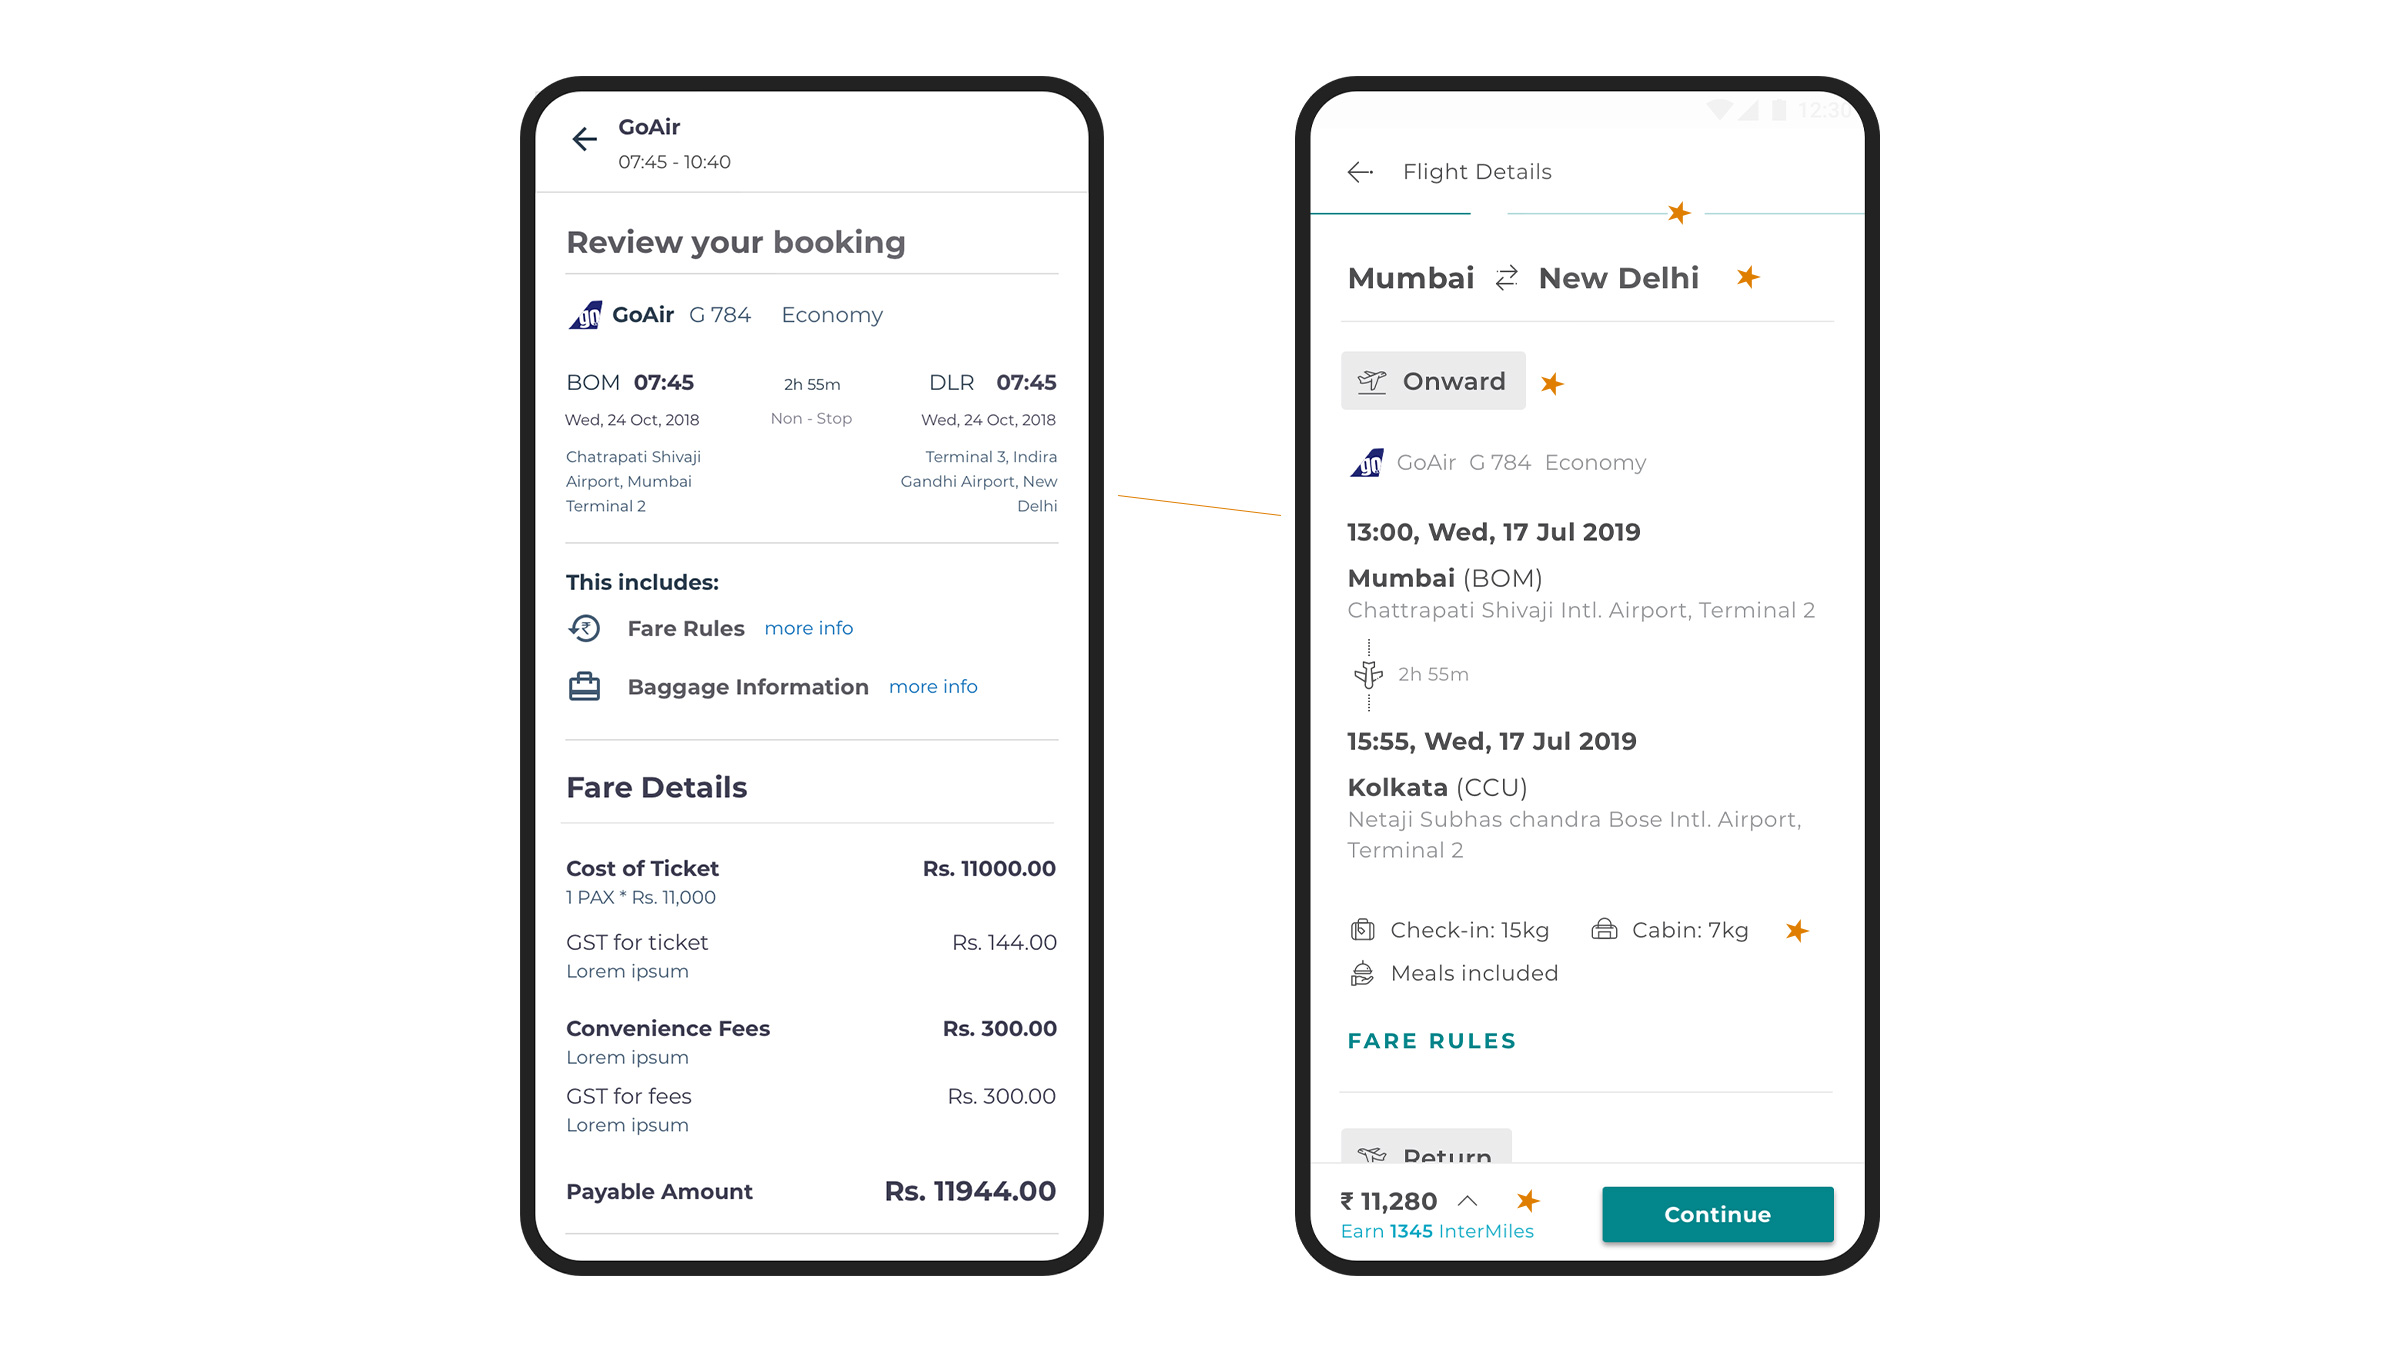 GoAir
07:45 - 10:40
Review your booking
go GoAir G 784 Economy
BOM 07:45 2h 55m DLR 07:45
Wed, 24 Oct, 2018 Non - Stop Wed, 24 Oct, 2018
Chatrapati Shivaji
Airport, Mumbai
Terminal 2
Terminal 3, Indira
Gandhi Airport, New
Delhi
This includes:
Fare Rules more info
Baggage Information more info
Fare Details
Cost of Ticket Rs. 11000.00
1 PAX * Rs. 11,000
GST for ticket Rs. 144.00
Lorem ipsum
Convenience Fees Rs. 300.00
Lorem ipsum
GST for fees Rs. 300.00
Lorem ipsum
Payable Amount Rs. 11944.00
12:30
Flight Details
Mumbai New Delhi
Onward
go GoAir G 784 Economy
13:00, Wed, 17 Jul 2019
Mumbai (BOM)
Chattrapati Shivaji Intl. Airport, Terminal 2
2h 55m
15:55, Wed, 17 Jul 2019
Kolkata (CCU)
Netaji Subhas chandra Bose Intl. Airport,
Terminal 2
Check-in: 15kg Cabin: 7kg
Meals included
FARE RULES
Return
₹ 11,280
Earn 1345 InterMiles
Continue